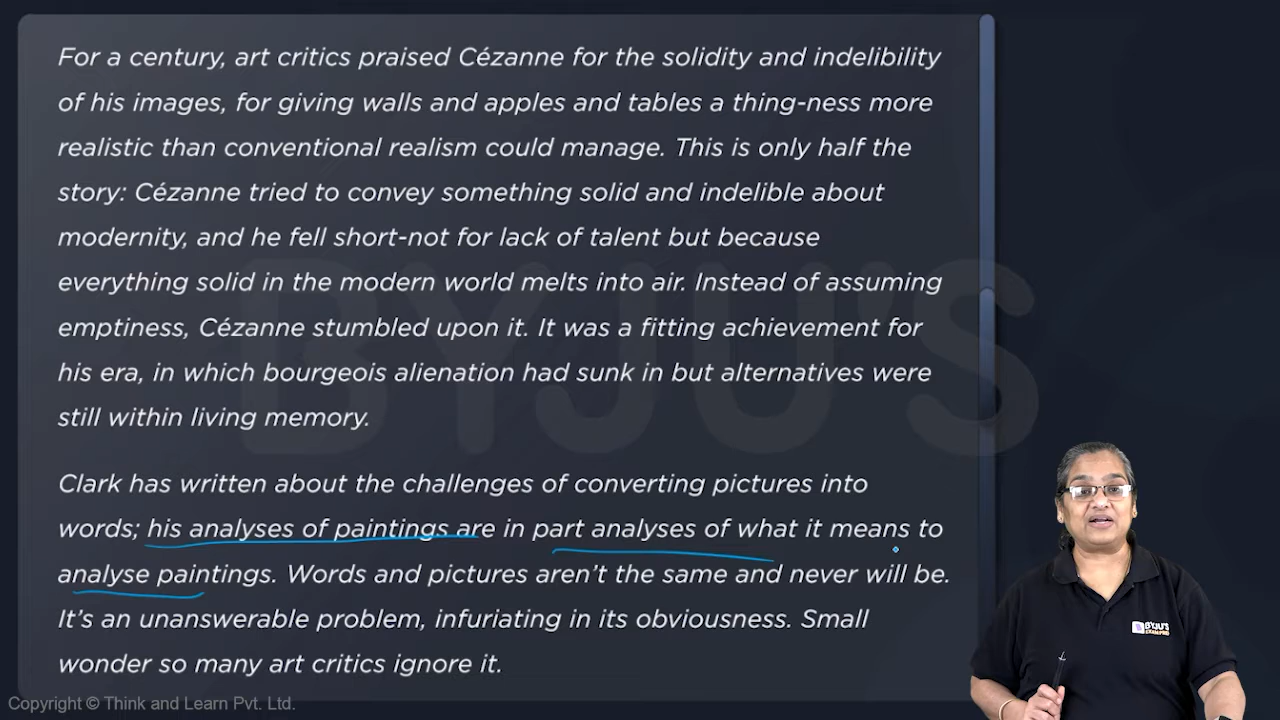 For a century, art critics praised Cézanne for the solidity and indelibility
of his images, for giving walls and apples and tables a thing-ness more
realistic than conventional realism could manage. This is only half the
story: Cézanne tried to convey something solid and indelible about
modernity, and he fell short-not for lack of talent but because
everything solid in the modern world melts into air. Instead of assuming
emptiness, Cézanne stumbled upon it. It was a fitting achievement for
his era, in which bourgeois alienation had sunk in but alternatives were
still within living memory.
Clark has written about the challenges of converting pictures into
words; his analyses of paintings are in part analyses of what it means to
analyse paintings. Words and pictures aren't the same and never will be.
It's an unanswerable problem, infuriating in its obviousness. Small
wonder so many art critics ignore it.
BYJU'S
BYJU'S
EXAM PREP
Copyright © Think and Learn Pvt. Ltd.